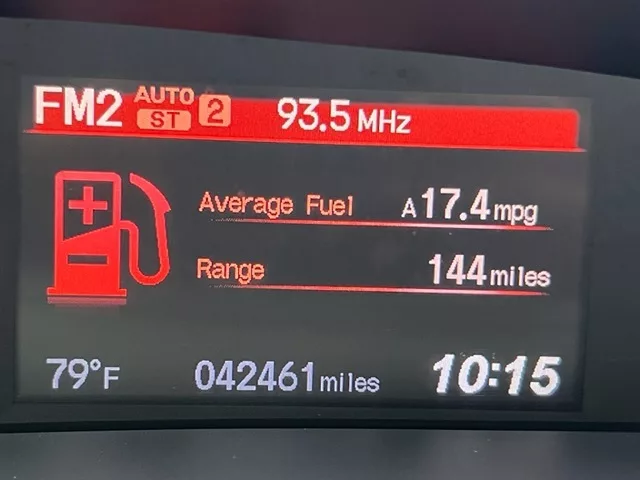 FM2 AUTO ST 2 93.5 MHz
Average Fuel A17.4mpg
Range 144miles
79°F 042461miles 10:15